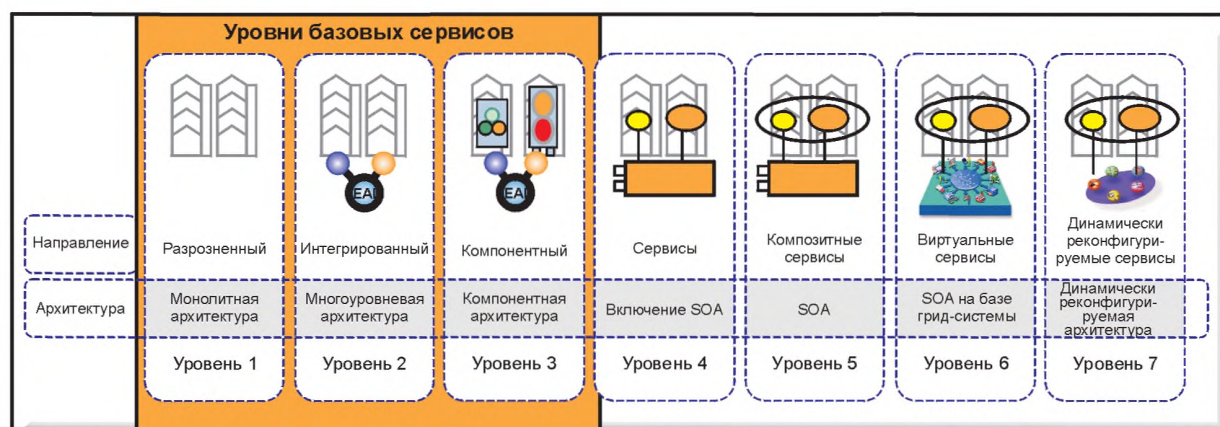 Уровни базовых сервисов
EAI
EAI
Направление
Разрозненный
Интегрированный
Компонентный
Сервисы
Композитные
сервисы
Виртуальные
сервисы
Динамически
реконфигури-
руемые сервисы
Архитектура
Монолитная
архитектура
Многоуровневая
архитектура
Компонентная
архитектура
Включение SOA
SOA
SOA на базе
грид-системы
Динамически
реконфигури-
руемая
архитектура
Уровень 1
Уровень 2
Уровень 3
Уровень 4
Уровень 5
Уровень 6
Уровень 7